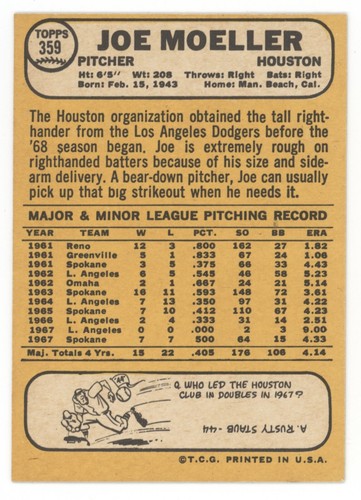 TOPPS
359
JOE MOELLER
PITCHER HOUSTON
Ht: 6'5" Wt: 208 Throws: Right Bats: Right
Born: Feb. 15, 1943 Home: Man. Beach, Cal.
The Houston organization obtained the tall right-
hander from the Los Angeles Dodgers before the
'68 season began. Joe is extremely rough on
righthanded batters because of his size and side-
arm delivery. A bear-down pitcher, Joe can usually
pick up that big strikeout when he needs it.
MAJOR & MINOR LEAGUE PITCHING RECORD
YEAR TEAM W L PCT. SO BB ERA
1961 Reno 12 3 .800 162 27 1.82
1961 Greenville 5 1 .833 67 24 1.06
1961 Spokane 3 5 .375 66 33 4.43
1962 L. Angeles 6 5 .545 46 58 5.23
1962 Omaha 2 1 .667 24 21 5.14
1963 Spokane 16 11 .593 148 72 3.61
1964 L. Angeles 7 13 .350 97 31 4.22
1965 Spokane 7 10 .412 110 67 4.23
1966 L. Angeles 2 4 .333 31 14 2.51
1967 L. Angeles 0 0 .000 2 3 9.00
1967 Spokane 7 7 .500 64 15 4.33
Maj. Totals 4 Yrs. 15 22 .405 176 106 4.14
Q. WHO LED THE HOUSTON
CLUB IN DOUBLES IN 1967?
A. RUSTY STAUB - 44
©T.C.G. PRINTED IN U.S.A.